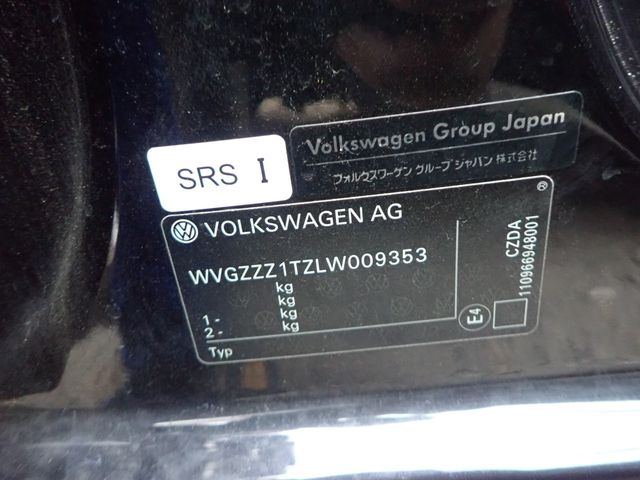 Volkswagen Group Japan
フォルクスワーゲン グループ ジャパン 株式会社
SRS I
VOLKSWAGEN AG
®
WVGZZZ1TZLW009353
kg
kg
1- kg
2- kg
Typ
E4
CZDA
110966948001